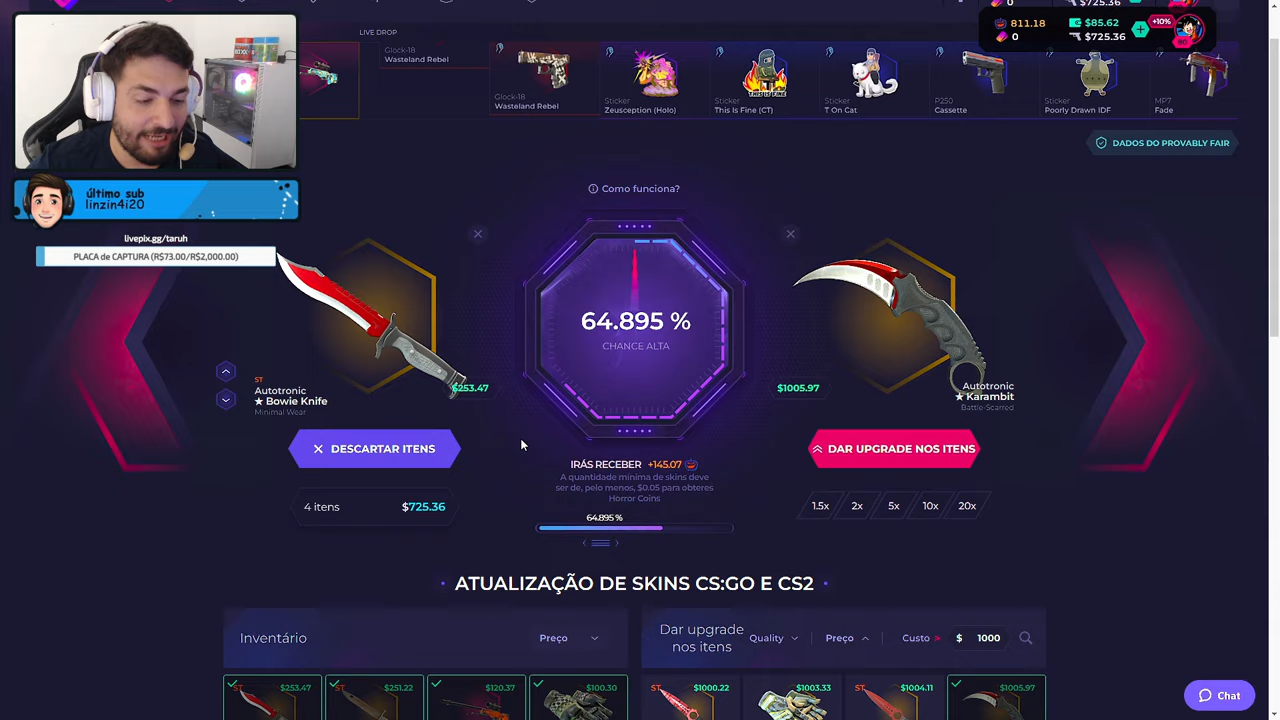 0
$725.36
811.18
$85.62
+10%
0
$725.36
80
LIVE DROP
Glock-18
Wasteland Rebel
Glock-18
Wasteland Rebel
Sticker
Zeusception (Holo)
Sticker
This Is Fine (CT)
Sticker
T On Cat
P250
Cassette
Sticker
Poorly Drawn IDF
MP7
Fade
DADOS DO PROVABLY FAIR
último sub
linzin4i20
livepix.gg/taruh
PLACA de CAPTURA (R$73.00/R$2,000.00)
Como funciona?
64.895 %
CHANCE ALTA
$253.47
ST
Autotronic
★ Bowie Knife
Minimal Wear
$1005.97
Autotronic
★ Karambit
Battle-Scarred
DESCARTAR ITENS
DAR UPGRADE NOS ITENS
IRÁS RECEBER +145.07
A quantidade mínima de skins deve
ser de, pelo menos, $0.05 para obteres
Horror Coins
4 itens
$725.36
1.5x
2x
5x
10x
20x
64.895 %
ATUALIZAÇÃO DE SKINS CS:GO E CS2
Inventário
Preço
Dar upgrade
nos itens
Quality
Preço
Custo >
$ 1000
ST
$253.47
ST
$251.22
$120.37
$100.30
ST
$1000.22
$1003.33
ST
$1004.11
$1005.97
Chat